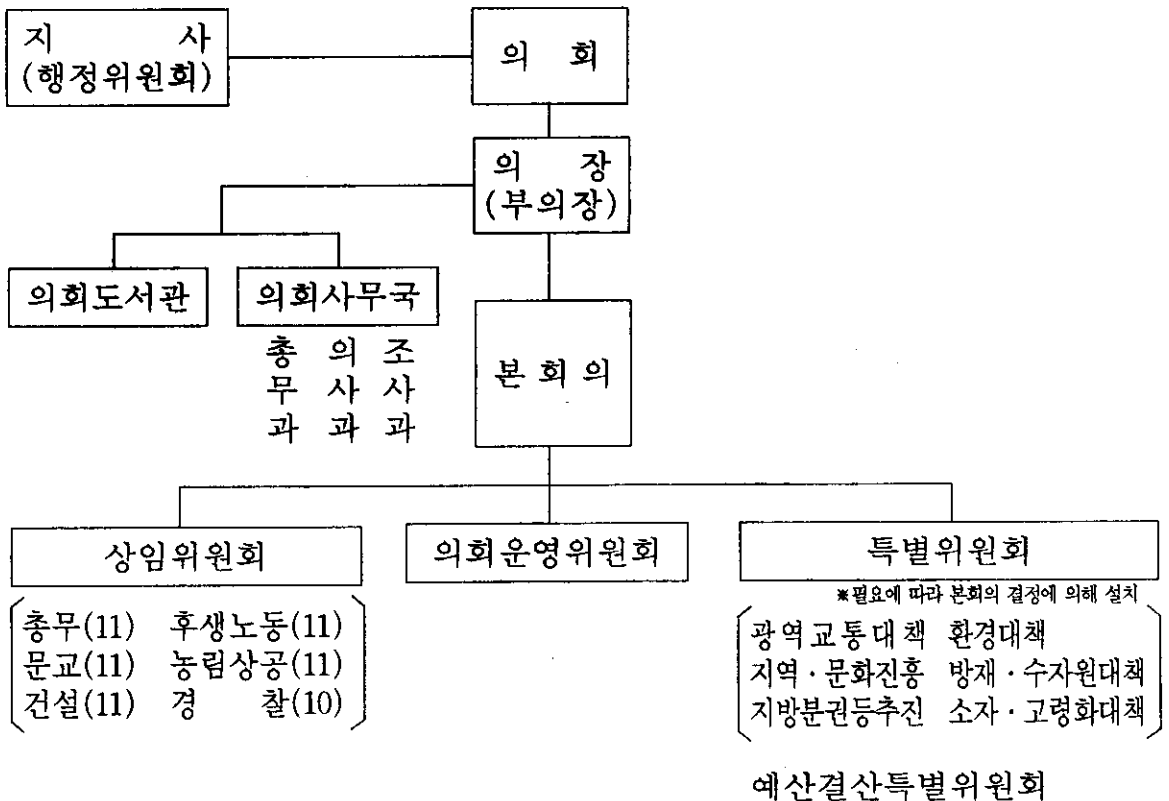 지 사
(행정위원회)
의 회
의 장
(부의장)
의회도서관
의회사무국
총 의 조
무 사 사
과 과 과
본 회 의
상임위원회
의회운영위원회
특별위원회
※필요에 따라 본회의 결정에 의해 설치
총무(11) 후생노동(11)
문교(11) 농림상공(11)
건설(11) 경 찰(10)
광역교통대책 환경대책
지역·문화진흥 방재·수자원대책
지방분권등추진 소자·고령화대책
예산결산특별위원회